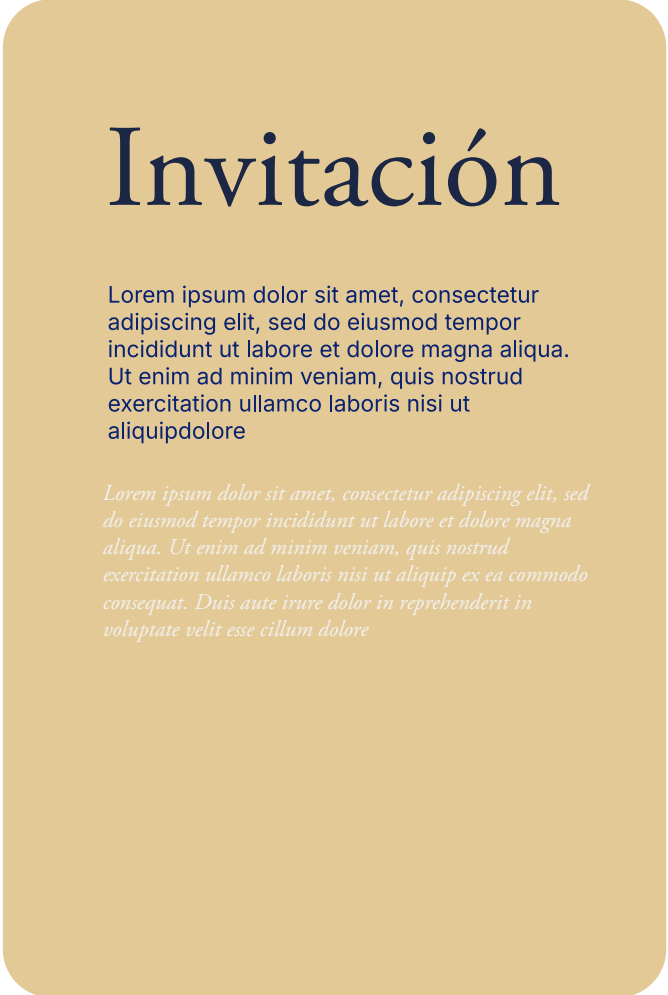 Invitación
Lorem ipsum dolor sit amet, consectetur
adipiscing elit, sed do eiusmod tempor
incididunt ut labore et dolore magna aliqua.
Ut enim ad minim veniam, quis nostrud
exercitation ullamco laboris nisi ut
aliquipdolore
Lorem ipsum dolor sit amet, consectetur adipiscing elit, sed
do eiusmod tempor incididunt ut labore et dolore magna
aliqua. Ut enim ad minim veniam, quis nostrud
exercitation ullamco laboris nisi ut aliquip ex ea commodo
consequat. Duis aute irure dolor in reprehenderit in
voluptate velit esse cillum dolore